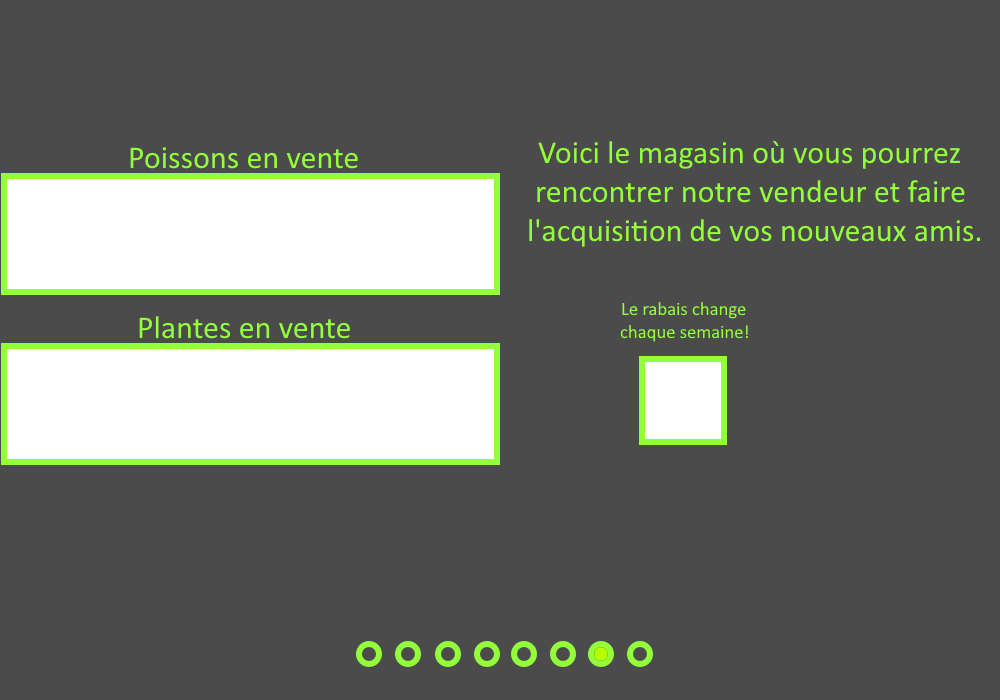 Poissons en vente
Plantes en vente
Voici le magasin où vous pourrez
rencontrer notre vendeur et faire
l'acquisition de vos nouveaux amis.
Le rabais change
chaque semaine!